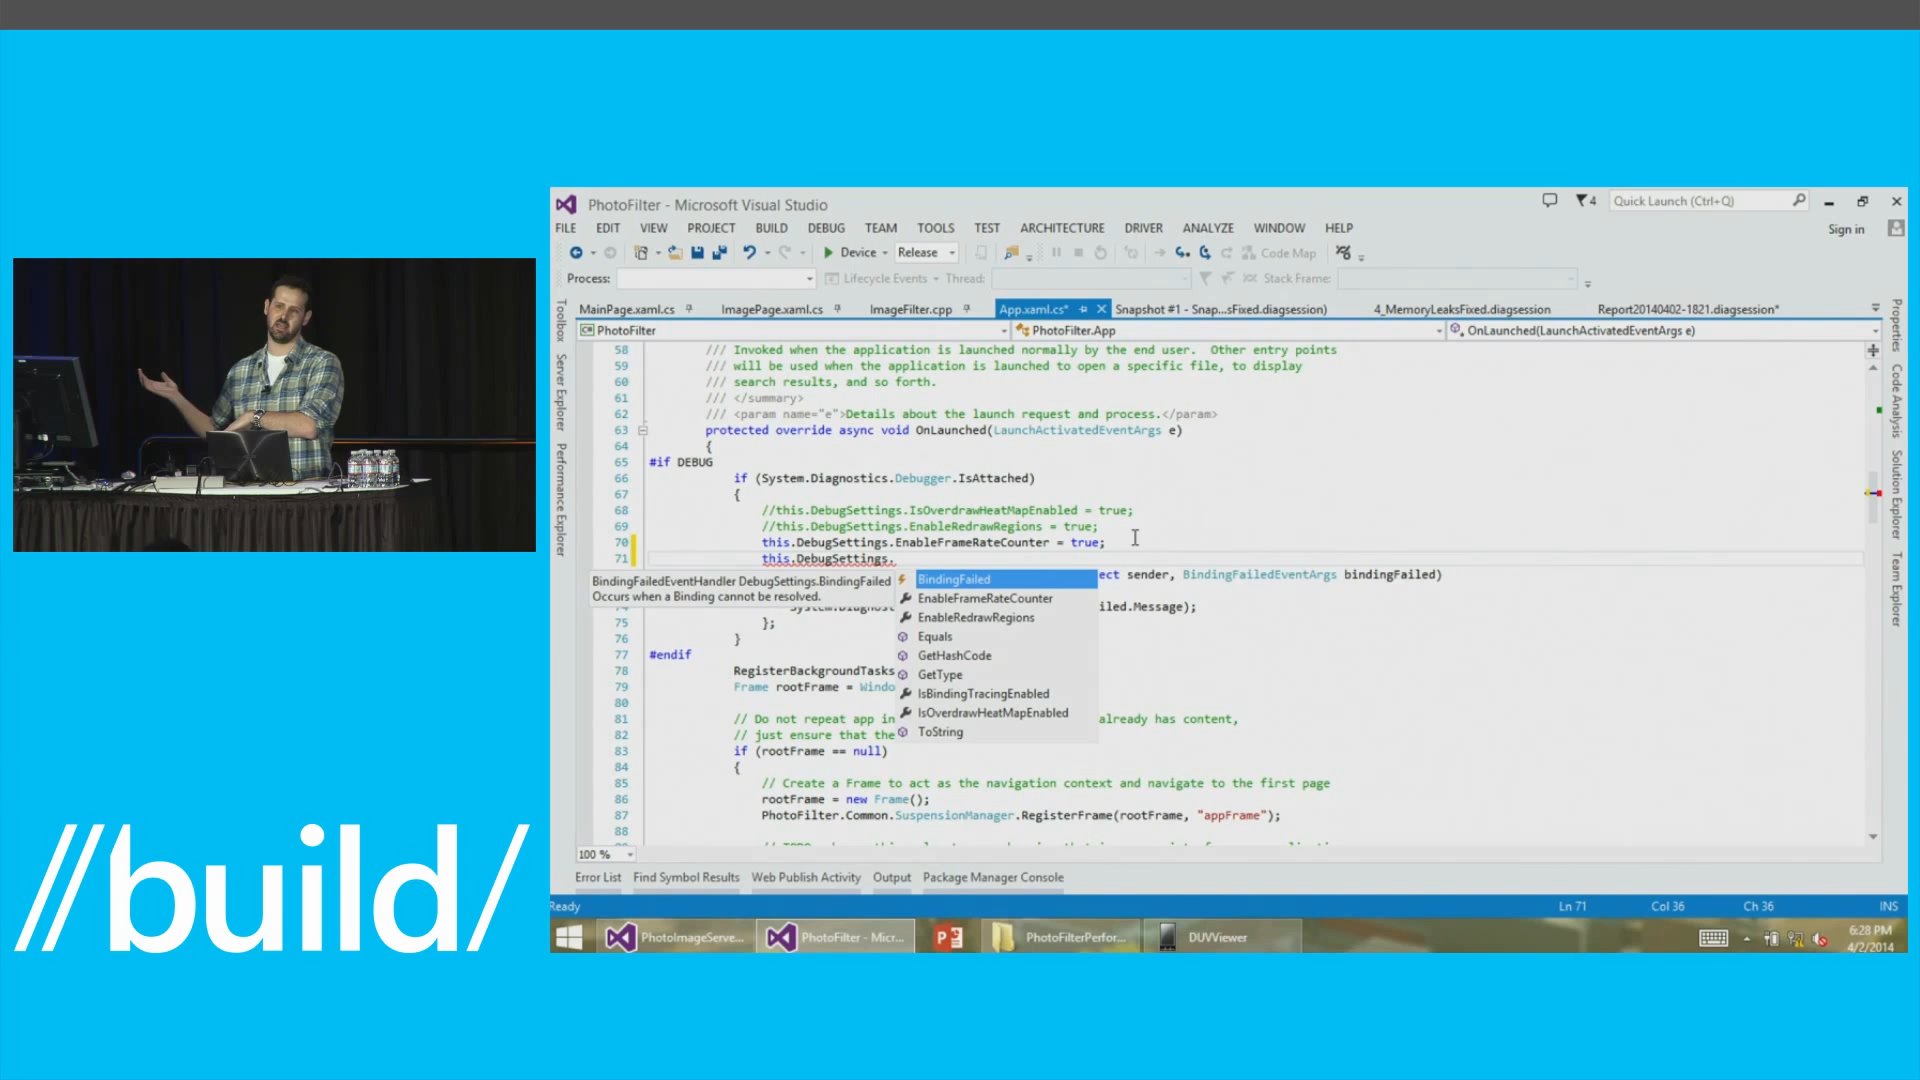 PhotoFilter - Microsoft Visual Studio
4
Quick Launch (Ctrl+Q)
FILE EDIT VIEW PROJECT BUILD DEBUG TEAM TOOLS TEST ARCHITECTURE DRIVER ANALYZE WINDOW HELP
Sign in
Device Release Code Map
Process: Lifecycle Events Thread: Stack Frame:
MainPage.xaml.cs ImagePage.xaml.cs ImageFilter.cpp App.xaml.cs* Snapshot #1 - Snap...sFixed.diagsession) 4_MemoryLeaksFixed.diagsession Report20140402-1821.diagsession*
PhotoFilter PhotoFilter.App OnLaunched(LaunchActivatedEventArgs e)
Toolbox
Server Explorer
Performance Explorer
58 /// Invoked when the application is launched normally by the end user.  Other entry points
59 /// will be used when the application is launched to open a specific file, to display
60 /// search results, and so forth.
61 /// </summary>
62 /// <param name="e">Details about the launch request and process.</param>
63 protected override async void OnLaunched(LaunchActivatedEventArgs e)
64 {
65 #if DEBUG
66 if (System.Diagnostics.Debugger.IsAttached)
67 {
68 //this.DebugSettings.IsOverdrawHeatMapEnabled = true;
69 //this.DebugSettings.EnableRedrawRegions = true;
70 this.DebugSettings.EnableFrameRateCounter = true;
71 this.DebugSettings.
BindingFailedEventHandler DebugSettings.BindingFailed
Occurs when a Binding cannot be resolved.
BindingFailed
EnableFrameRateCounter
EnableRedrawRegions
Equals
GetHashCode
GetType
IsBindingTracingEnabled
IsOverdrawHeatMapEnabled
ToString
ect sender, BindingFailedEventArgs bindingFailed)
iled.Message);
75 };
76 }
77 #endif
78 RegisterBackgroundTasks
79 Frame rootFrame = Windo
80
81 // Do not repeat app in already has content,
82 // just ensure that the
83 if (rootFrame == null)
84 {
85 // Create a Frame to act as the navigation context and navigate to the first page
86 rootFrame = new Frame();
87 PhotoFilter.Common.SuspensionManager.RegisterFrame(rootFrame, "appFrame");
88
Properties
Code Analysis
Solution Explorer
Team Explorer
100 %
Error List Find Symbol Results Web Publish Activity Output Package Manager Console
Ready Ln 71 Col 36 Ch 36 INS
PhotoImageServe... PhotoFilter - Micr... PhotoFilterPerfor... DUVViewer
6:28 PM
4/2/2014
//build/